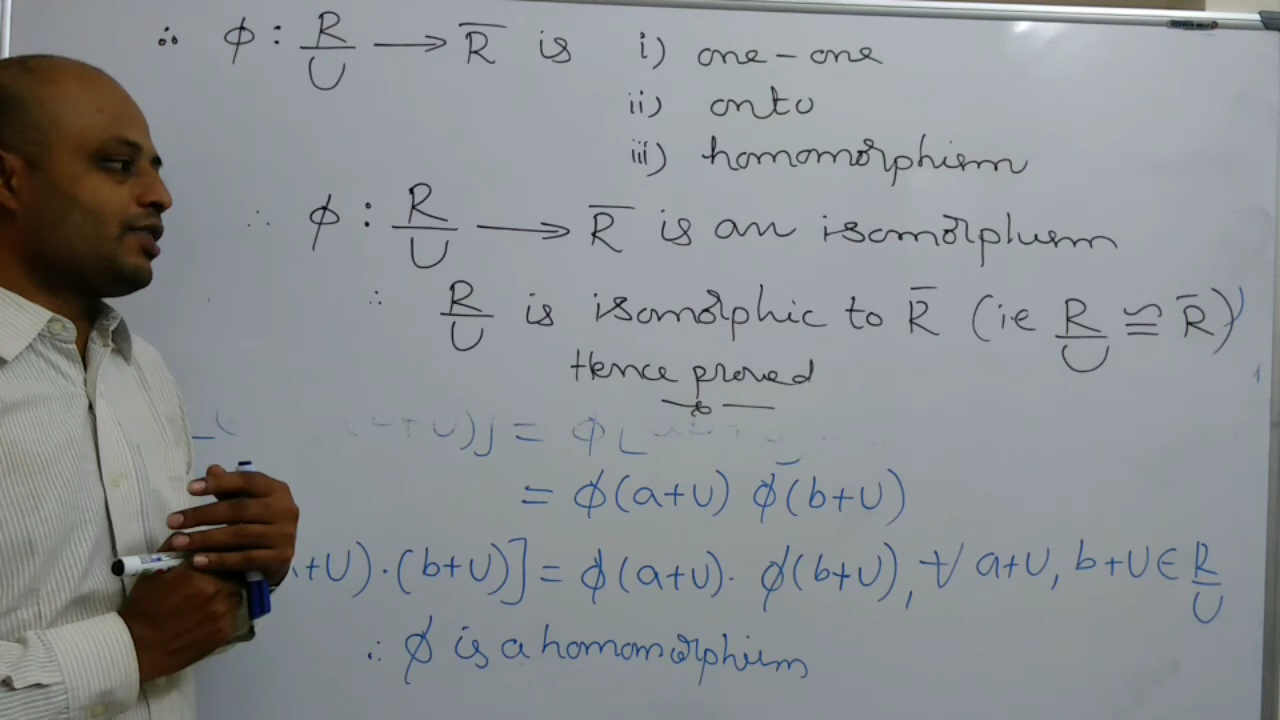 ∴ φ : R/U → R̅ is i) one-one
ii) onto
iii) homomorphism
∴ φ : R/U → R̅ is an isomorphism
∴ R/U is isomorphic to R̅ (ie R/U ≅ R̅)
Hence proved
+U)] = φ[
= φ(a+U) φ(b+U)
+U)·(b+U)] = φ(a+U)· φ(b+U), ∀ a+U, b+U ∈ R/U
∴ φ is a homomorphism